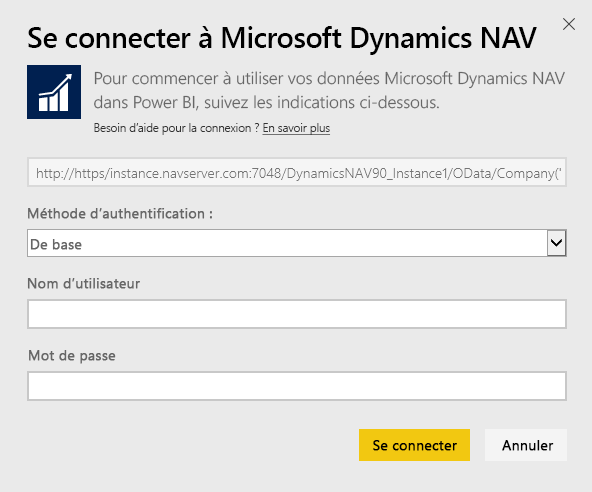 Se connecter à Microsoft Dynamics NAV
Pour commencer à utiliser vos données Microsoft Dynamics NAV
dans Power BI, suivez les indications ci-dessous.
Besoin d'aide pour la connexion ? En savoir plus
http://https/instance.navserver.com:7048/DynamicsNAV90_Instance1/OData/Company('
Méthode d'authentification :
De base
Nom d'utilisateur
Mot de passe
Se connecter
Annuler